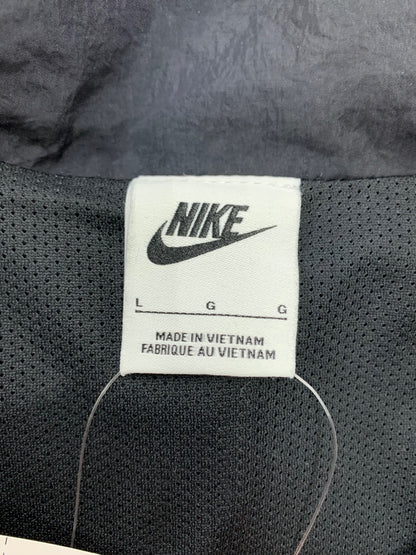 NIKE
L G G
MADE IN VIETNAM
FABRIQUE AU VIETNAM